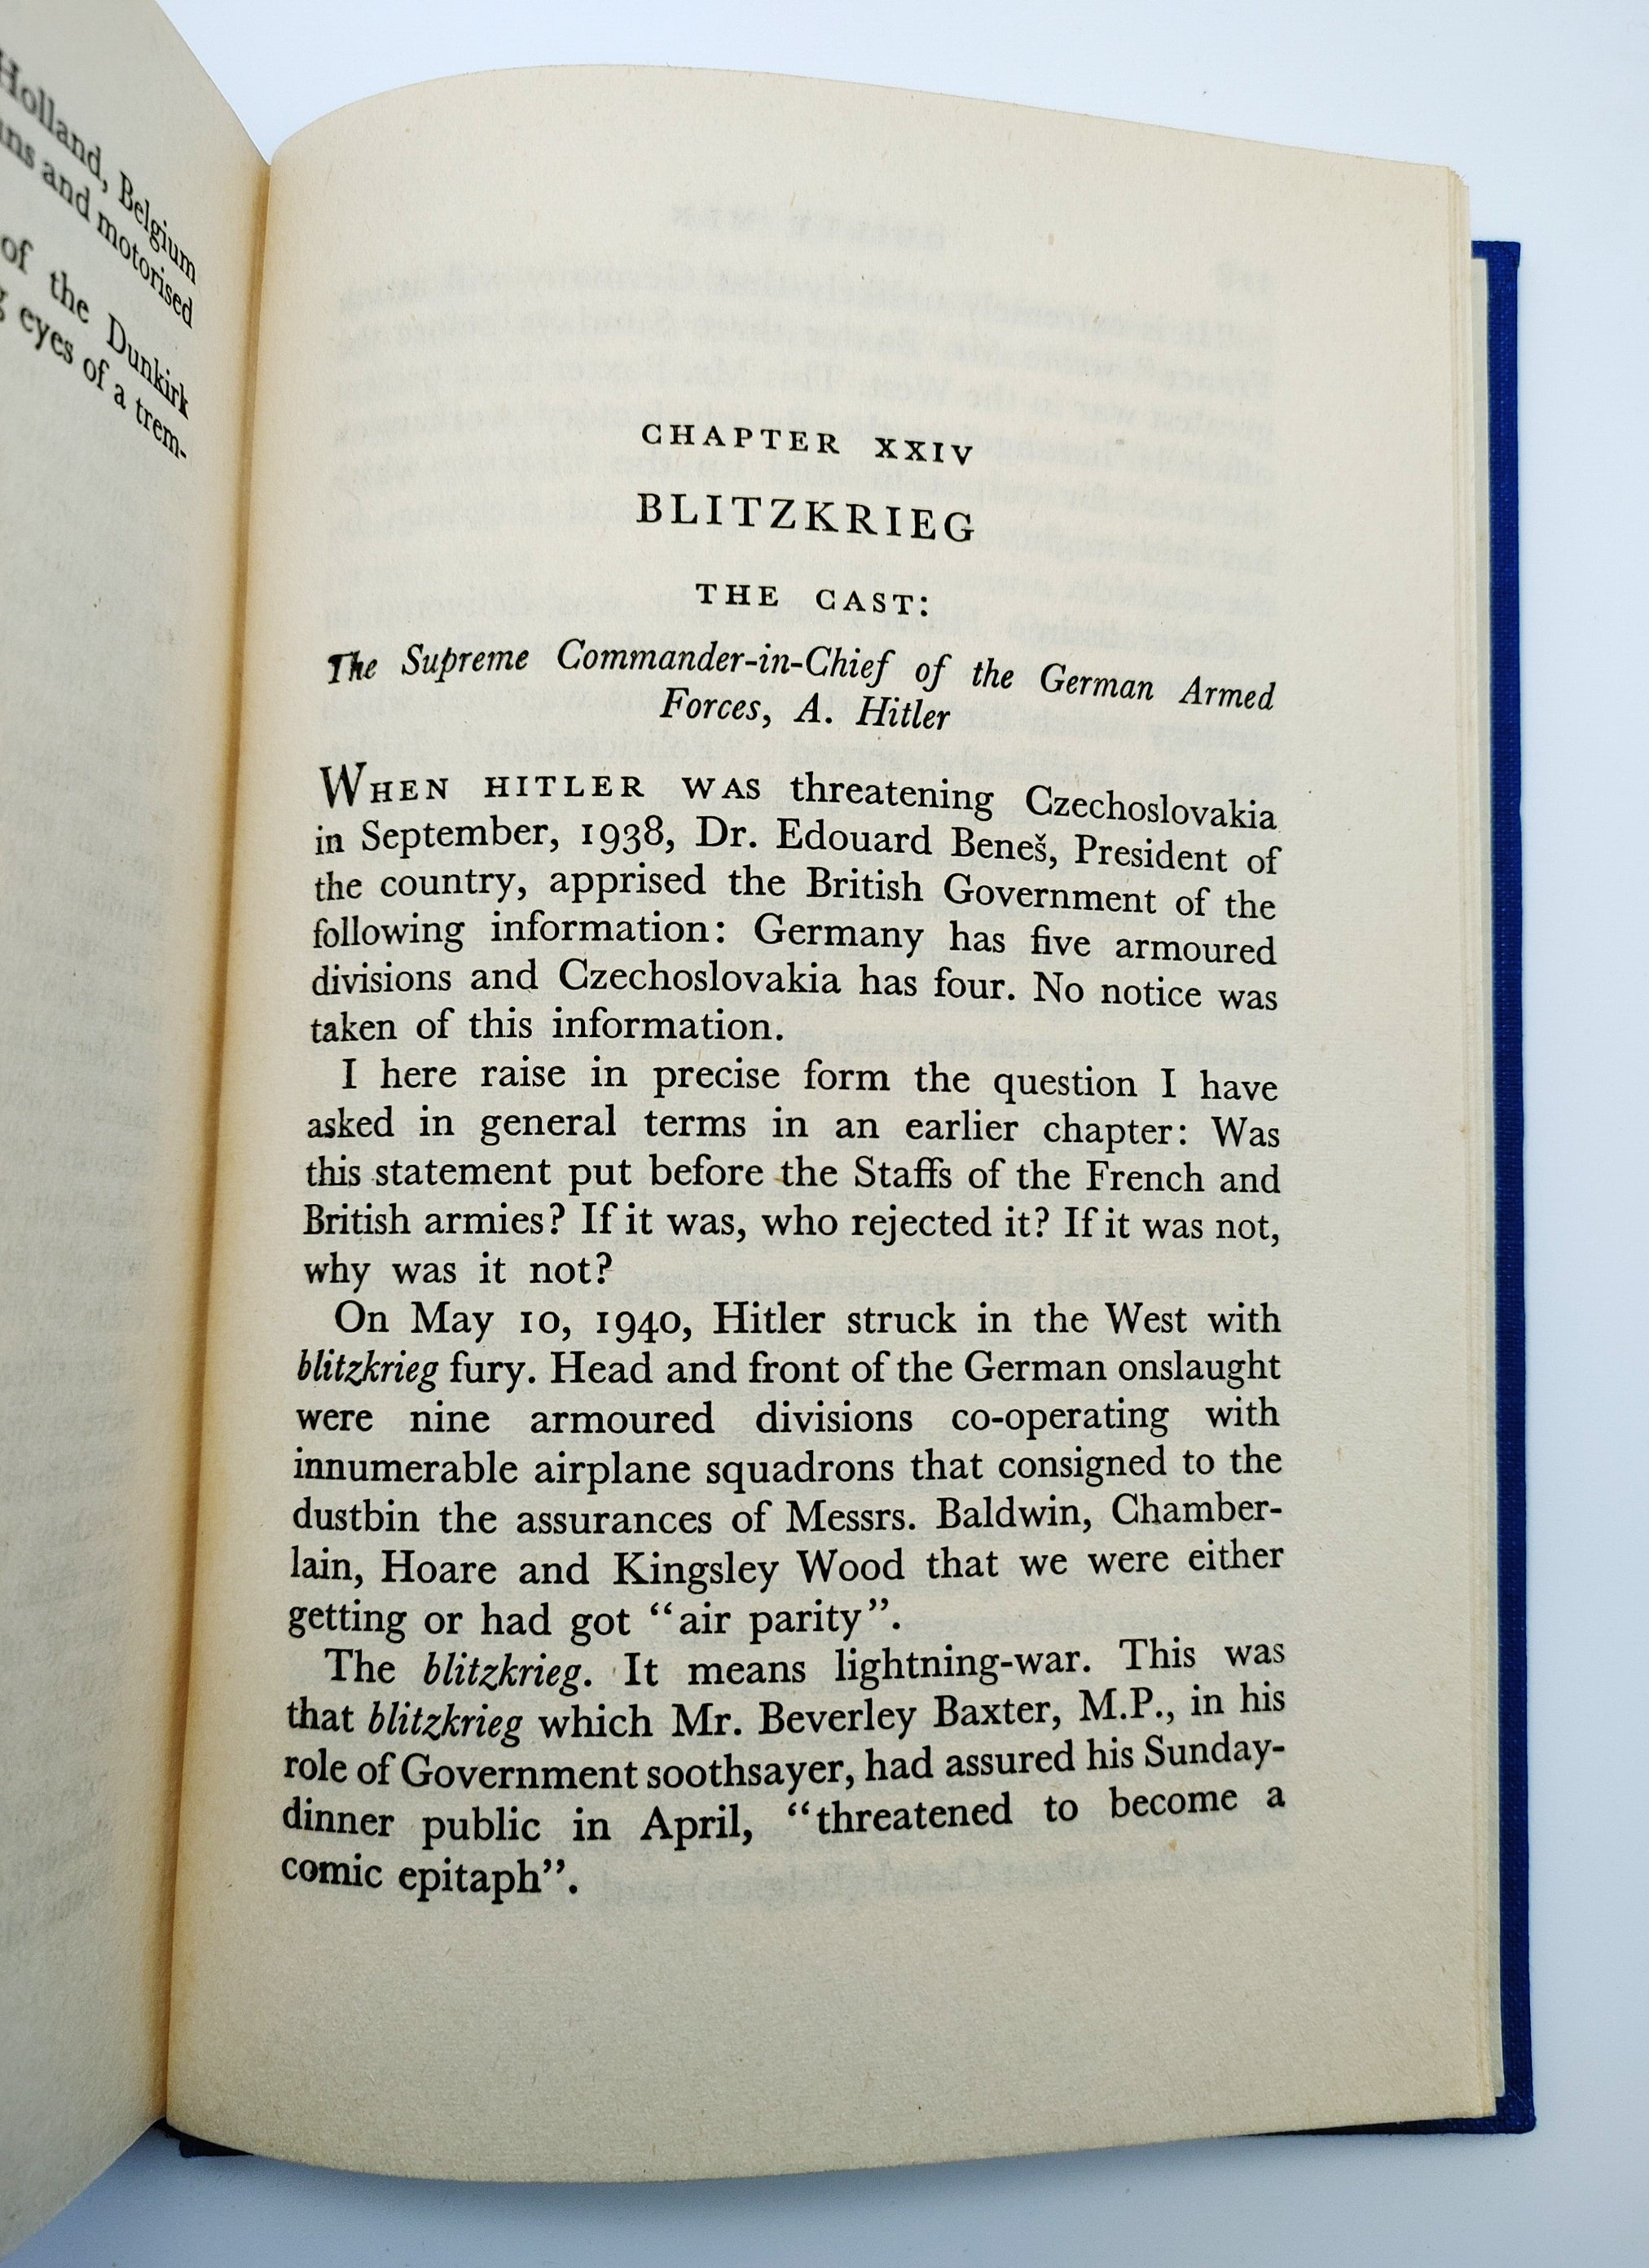 Holland, Belgium
and motorised
of the Dunkirk
eyes of a trem-
CHAPTER XXIV
BLITZKRIEG
THE CAST:
The Supreme Commander-in-Chief of the German Armed
Forces, A. Hitler
WHEN HITLER WAS threatening Czechoslovakia
in September, 1938, Dr. Edouard Beneš, President of
the country, apprised the British Government of the
following information: Germany has five armoured
divisions and Czechoslovakia has four. No notice was
taken of this information.
I here raise in precise form the question I have
asked in general terms in an earlier chapter: Was
this statement put before the Staffs of the French and
British armies? If it was, who rejected it? If it was not,
why was it not?
On May 10, 1940, Hitler struck in the West with
blitzkrieg fury. Head and front of the German onslaught
were nine armoured divisions co-operating with
innumerable airplane squadrons that consigned to the
dustbin the assurances of Messrs. Baldwin, Chamber-
lain, Hoare and Kingsley Wood that we were either
getting or had got “air parity”.
The blitzkrieg. It means lightning-war. This was
that blitzkrieg which Mr. Beverley Baxter, M.P., in his
role of Government soothsayer, had assured his Sunday-
dinner public in April, “threatened to become a
comic epitaph”.